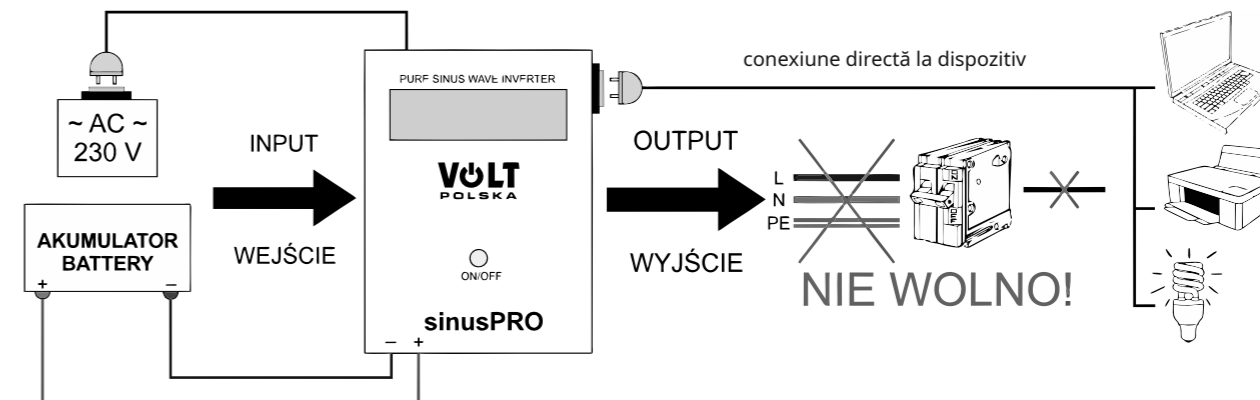 ~ AC ~
230 V
AKUMULATOR
BATTERY
+ −
INPUT
WEJŚCIE
PURE SINUS WAVE INVERTER
VOLT
POLSKA
ON/OFF
sinusPRO
− +
conexiune directă la dispozitiv
OUTPUT
WYJŚCIE
L
N
PE
NIE WOLNO!